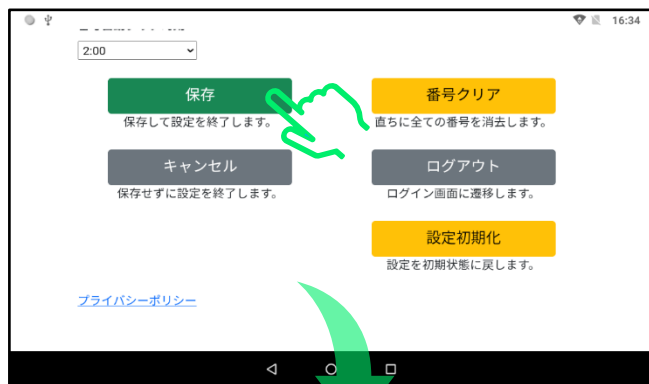 16:34
2:00
保存
番号クリア
保存して設定を終了します。
直ちに全ての番号を消去します。
キャンセル
ログアウト
保存せずに設定を終了します。
ログイン画面に遷移します。
設定初期化
設定を初期状態に戻します。
プライバシーポリシー